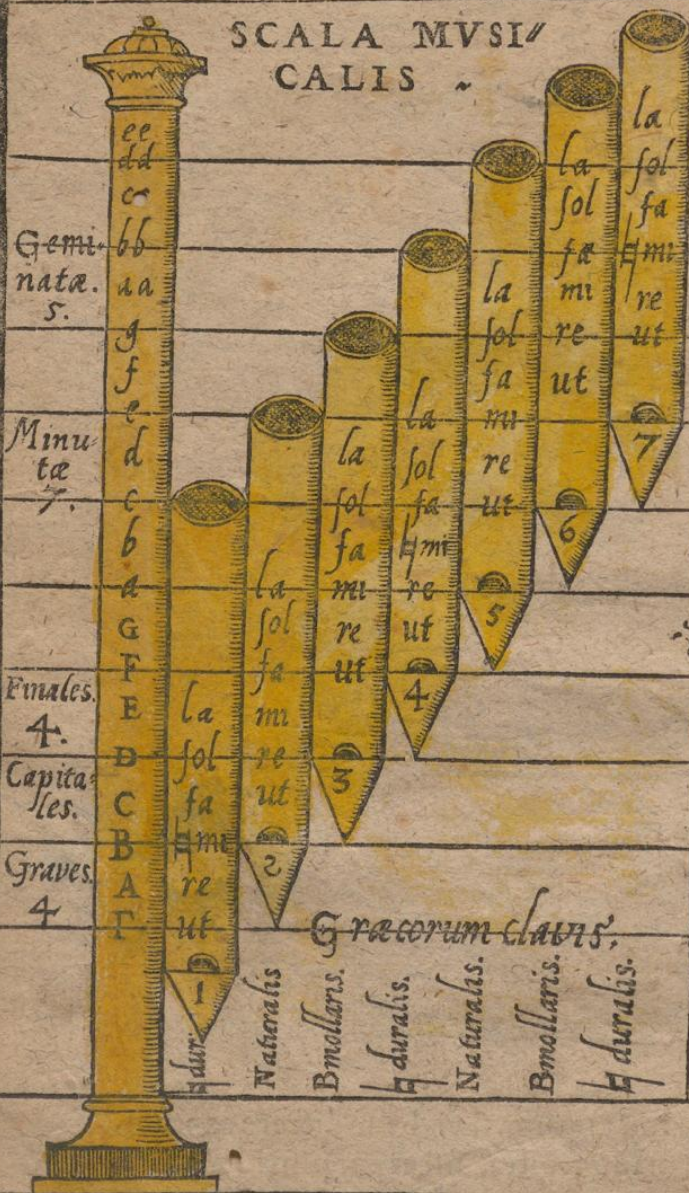 SCALA MVSI〃
CALIS
ee
dd
c
bb
aa
g
f
e
d
c
b
a
G
F
E
D
C
B
A
Γ
Gemi-
natæ.
5.
Minu-
tæ
7.
Finales.
4.
Capita-
les.
Graves.
4
la
ſol
fa
♮mi
re
ut
1
la
ſol
fa
mi
re
ut
2
la
ſol
fa
mi
re
ut
3
la
ſol
fa
♮mi
re
ut
4
la
ſol
fa
mi
re
ut
5
la
ſol
fa
mi
re
ut
6
la
ſol
fa
♮mi
re
ut
7
Græcorum clavis.
♮dur
Naturalis
Bmollaris.
♮duralis.
Naturalis.
Bmollaris.
♮duralis.